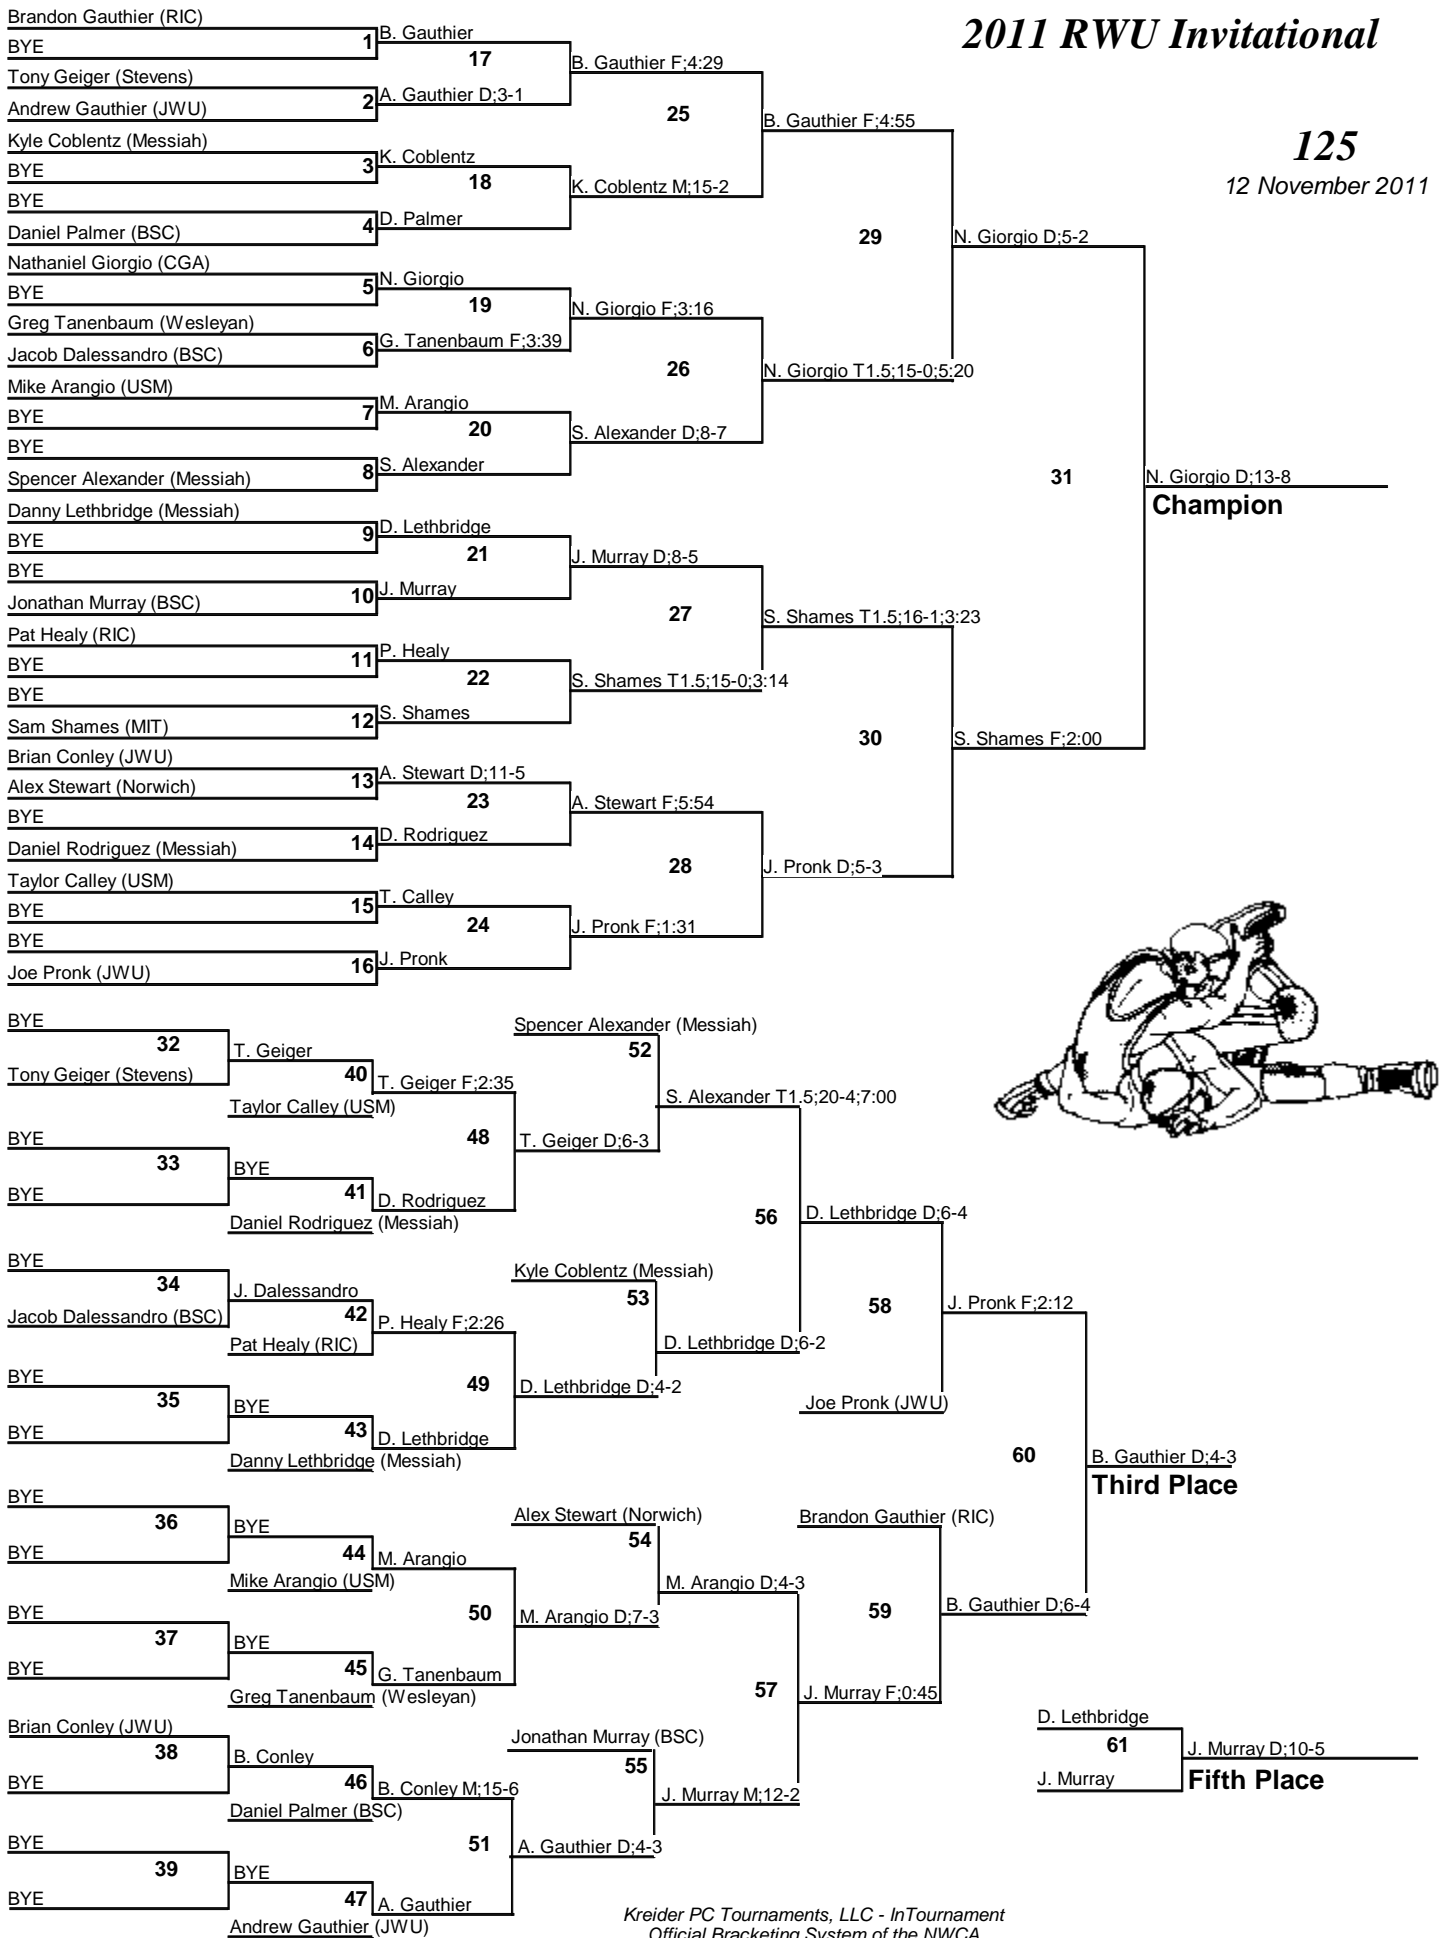 2011 RWU Invitational
125
12 November 2011
Brandon Gauthier (RIC)
BYE
1
B. Gauthier
17
Tony Geiger (Stevens)
Andrew Gauthier (JWU)
2
A. Gauthier D;3-1
B. Gauthier F;4:29
25
Kyle Coblentz (Messiah)
BYE
3
K. Coblentz
18
BYE
Daniel Palmer (BSC)
4
D. Palmer
K. Coblentz M;15-2
B. Gauthier F;4:55
29
Nathaniel Giorgio (CGA)
BYE
5
N. Giorgio
19
Greg Tanenbaum (Wesleyan)
Jacob Dalessandro (BSC)
6
G. Tanenbaum F;3:39
N. Giorgio F;3:16
26
Mike Arangio (USM)
BYE
7
M. Arangio
20
BYE
Spencer Alexander (Messiah)
8
S. Alexander
S. Alexander D;8-7
N. Giorgio T1.5;15-0;5:20
N. Giorgio D;5-2
31
N. Giorgio D;13-8
Champion
Danny Lethbridge (Messiah)
BYE
9
D. Lethbridge
21
BYE
Jonathan Murray (BSC)
10
J. Murray
J. Murray D;8-5
27
Pat Healy (RIC)
BYE
11
P. Healy
22
BYE
Sam Shames (MIT)
12
S. Shames
S. Shames T1.5;15-0;3:14
S. Shames T1.5;16-1;3:23
30
S. Shames F;2:00
Brian Conley (JWU)
Alex Stewart (Norwich)
13
A. Stewart D;11-5
23
BYE
Daniel Rodriguez (Messiah)
14
D. Rodriguez
A. Stewart F;5:54
28
J. Pronk D;5-3
Taylor Calley (USM)
BYE
15
T. Calley
24
BYE
Joe Pronk (JWU)
16
J. Pronk
J. Pronk F;1:31
BYE
32
Tony Geiger (Stevens)
T. Geiger
40
Taylor Calley (USM)
T. Geiger F;2:35
48
BYE
33
BYE
BYE
41
Daniel Rodriguez (Messiah)
D. Rodriguez
Spencer Alexander (Messiah)
52
T. Geiger D;6-3
S. Alexander T1.5;20-4;7:00
56
BYE
34
Jacob Dalessandro (BSC)
J. Dalessandro
42
Pat Healy (RIC)
P. Healy F;2:26
49
BYE
35
BYE
BYE
43
Danny Lethbridge (Messiah)
D. Lethbridge
Kyle Coblentz (Messiah)
53
D. Lethbridge D;4-2
D. Lethbridge D;6-2
D. Lethbridge D;6-4
58
Joe Pronk (JWU)
J. Pronk F;2:12
60
B. Gauthier D;4-3
Third Place
BYE
36
BYE
BYE
44
Mike Arangio (USM)
M. Arangio
50
BYE
37
BYE
BYE
45
Greg Tanenbaum (Wesleyan)
G. Tanenbaum
Alex Stewart (Norwich)
54
M. Arangio D;7-3
M. Arangio D;4-3
57
Brandon Gauthier (RIC)
59
B. Gauthier D;6-4
J. Murray F;0:45
Brian Conley (JWU)
38
BYE
B. Conley
46
Daniel Palmer (BSC)
B. Conley M;15-6
51
BYE
39
BYE
BYE
47
Andrew Gauthier (JWU)
A. Gauthier
Jonathan Murray (BSC)
55
A. Gauthier D;4-3
J. Murray M;12-2
D. Lethbridge
61
J. Murray
J. Murray D;10-5
Fifth Place
Kreider PC Tournaments, LLC - InTournament
Official Bracketing System of the NWCA